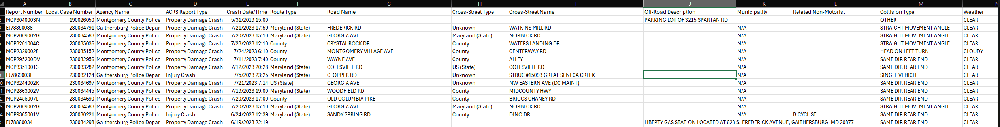 A B C D E F G H I J K L M N
Report Number Local Case Number Agency Name ACRS Report Type Crash Date/Time Route Type Road Name Cross-Street Type Cross-Street Name Off-Road Description Municipality Related Non-Motorist Collision Type Weather
MCP3040003N 190026050 Montgomery County Police Property Damage Crash 5/31/2019 15:00 PARKING LOT OF 3215 SPARTAN RD OTHER CLEAR
EJ78850038 230034791 Gaithersburg Police Depar Property Damage Crash 7/21/2023 17:59 Maryland (State) FREDERICK RD Unknown WATKINS MILL RD N/A STRAIGHT MOVEMENT ANGLE CLEAR
MCP2009002G 230034583 Montgomery County Police Property Damage Crash 7/20/2023 15:10 Maryland (State) GEORGIA AVE Maryland (State) NORBECK RD N/A STRAIGHT MOVEMENT ANGLE CLEAR
MCP3201004C 230035036 Montgomery County Police Property Damage Crash 7/23/2023 12:10 County CRYSTAL ROCK DR County WATERS LANDING DR N/A STRAIGHT MOVEMENT ANGLE CLEAR
MCP23290028 230035152 Montgomery County Police Property Damage Crash 7/24/2023 6:10 County MONTGOMERY VILLAGE AVE County CENTERWAY RD N/A HEAD ON LEFT TURN CLOUDY
MCP295200DV 230032956 Montgomery County Police Property Damage Crash 7/11/2023 7:40 County WAYNE AVE County ALLEY N/A SAME DIR REAR END CLEAR
MCP33510013 230033282 Montgomery County Police Property Damage Crash 7/12/2023 20:28 Maryland (State) COLESVILLE RD US (State) COLESVILLE RD N/A SAME DIR REAR END CLEAR
EJ7869003F 230032124 Gaithersburg Police Depar Injury Crash 7/5/2023 23:25 Maryland (State) CLOPPER RD Unknown STRUC #15093 GREAT SENECA CREEK N/A SINGLE VEHICLE CLEAR
MCP3244002K 230034697 Montgomery County Police Property Damage Crash 7/21/2023 7:14 US (State) GEORGIA AVE Unknown NW EASTERN AVE (DC MAINT) N/A SAME DIR REAR END CLEAR
MCP2863002V 230034445 Montgomery County Police Property Damage Crash 7/19/2023 19:00 Maryland (State) WOODFIELD RD County MIDCOUNTY HWY N/A SAME DIR REAR END CLEAR
MCP2456007L 230034690 Montgomery County Police Property Damage Crash 7/20/2023 17:00 County OLD COLUMBIA PIKE County BRIGGS CHANEY RD N/A SAME DIR REAR END CLEAR
MCP2009002G 230034583 Montgomery County Police Property Damage Crash 7/20/2023 15:10 Maryland (State) GEORGIA AVE Maryland (State) NORBECK RD N/A STRAIGHT MOVEMENT ANGLE CLEAR
MCP9365001V 230030221 Montgomery County Police Injury Crash 6/24/2023 12:39 Maryland (State) SANDY SPRING RD County DINO DR N/A BICYCLIST SAME DIR REAR END CLEAR
EJ78860034 230034298 Gaithersburg Police Depar Property Damage Crash 6/19/2023 22:19 LIBERTY GAS STATION LOCATED AT 623 S. FREDERICK AVENUE, GAITHERSBURG, MD 20877 SAME DIR REAR END CLEAR